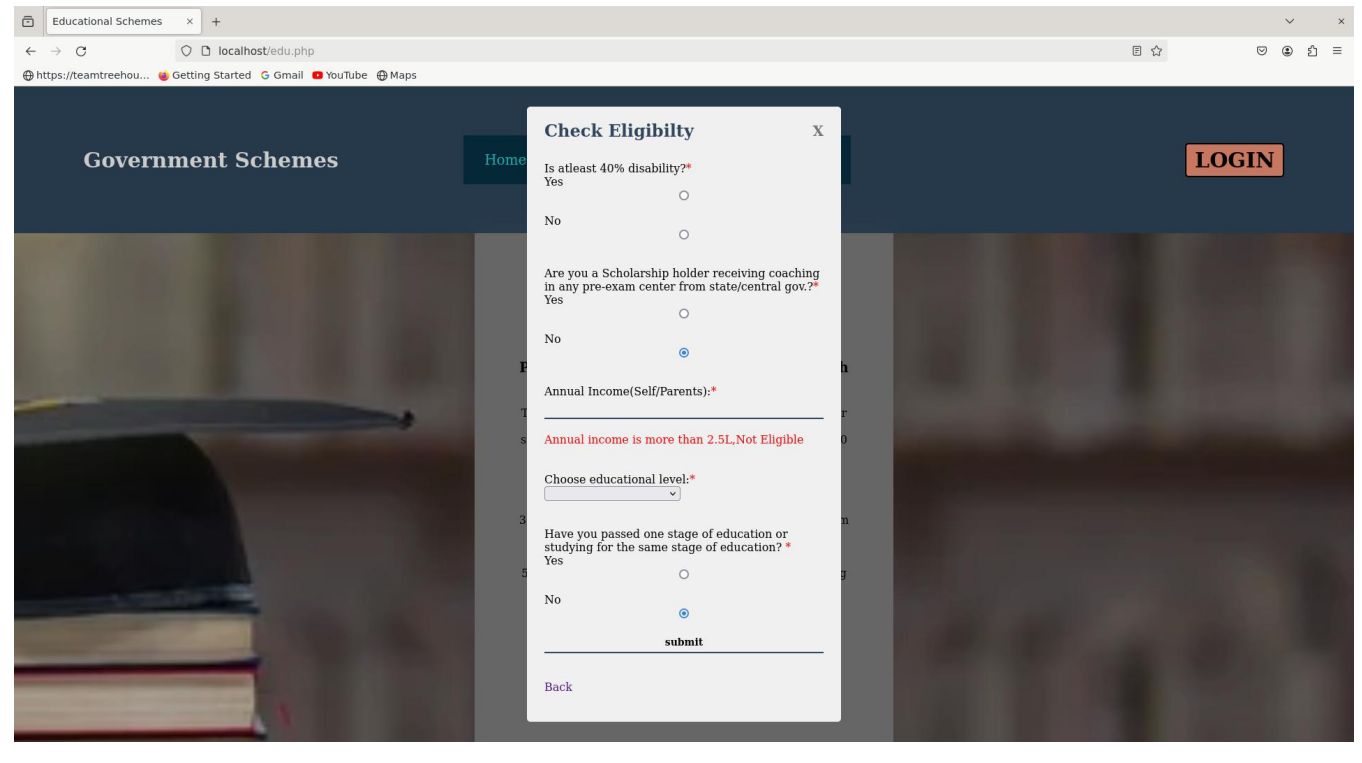 Educational Schemes × +
localhost/edu.php
https://teamtreehou... Getting Started Gmail YouTube Maps
Government Schemes
Home
LOGIN
Check Eligibilty X
Is atleast 40% disability?*
Yes
No
Are you a Scholarship holder receiving coaching
in any pre-exam center from state/central gov.?*
Yes
No
Annual Income(Self/Parents):*
Annual income is more than 2.5L,Not Eligible
Choose educational level:*
Have you passed one stage of education or
studying for the same stage of education? *
Yes
No
submit
Back